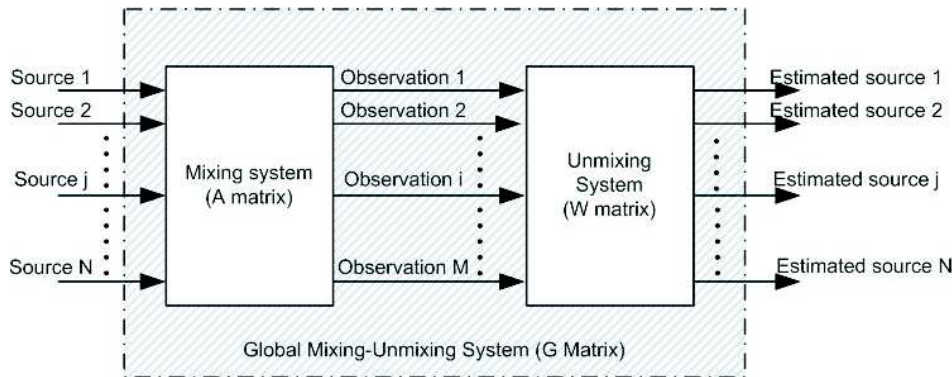 Source 1
Observation 1
Estimated source 1
Source 2
Observation 2
Estimated source 2
Mixing system
(A matrix)
Unmixing
System
(W matrix)
Source j
Observation i
Estimated source j
Source N
Observation M
Estimated source N
Global Mixing-Unmixing System (G Matrix)